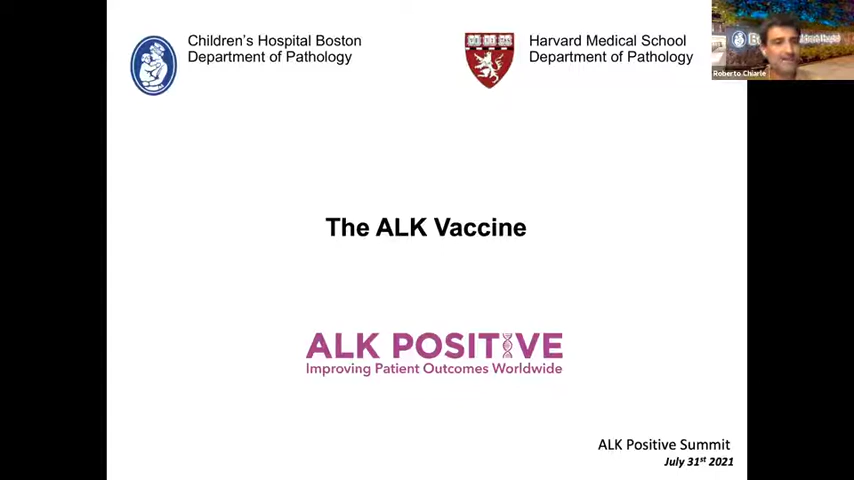 Children's Hospital Boston
Department of Pathology
Harvard Medical School
Department of Pathology
Roberto Chiarle
The ALK Vaccine
ALK POSITIVE
Improving Patient Outcomes Worldwide
ALK Positive Summit
July 31st 2021